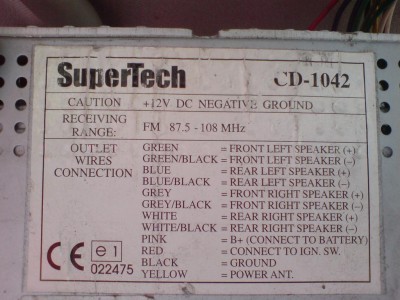 SuperTech CD-1042
CAUTION +12V DC NEGATIVE GROUND
RECEIVING RANGE: FM 87.5 - 108 MHz
OUTLET WIRES CONNECTION
GREEN = FRONT LEFT SPEAKER (+)
GREEN/BLACK = FRONT LEFT SPEAKER (–)
BLUE = REAR LEFT SPEAKER (+)
BLUE/BLACK = REAR LEFT SPEAKER (–)
GREY = FRONT RIGHT SPEAKER (+)
GREY/BLACK = FRONT RIGHT SPEAKER (–)
WHITE = REAR RIGHT SPEAKER (+)
WHITE/BLACK = REAR RIGHT SPEAKER (–)
PINK = B+ (CONNECT TO BATTERY)
RED = CONNECT TO IGN. SW.
BLACK = GROUND
YELLOW = POWER ANT.
CE e1
022475